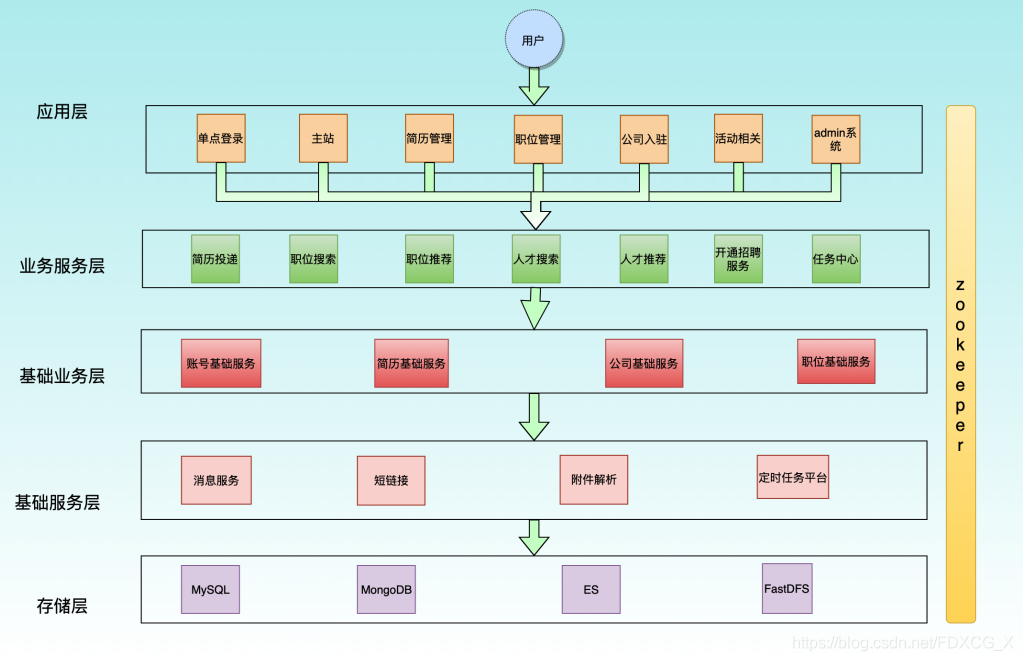 用户
应用层
单点登录
主站
简历管理
职位管理
公司入驻
活动相关
admin系
统
业务服务层
简历投递
职位搜索
职位推荐
人才搜索
人才推荐
开通招聘
服务
任务中心
基础业务层
账号基础服务
简历基础服务
公司基础服务
职位基础服务
基础服务层
消息服务
短链接
附件解析
定时任务平台
存储层
MySQL
MongoDB
ES
FastDFS
zookeeper
https://blog.csdn.net/FDXCG_X